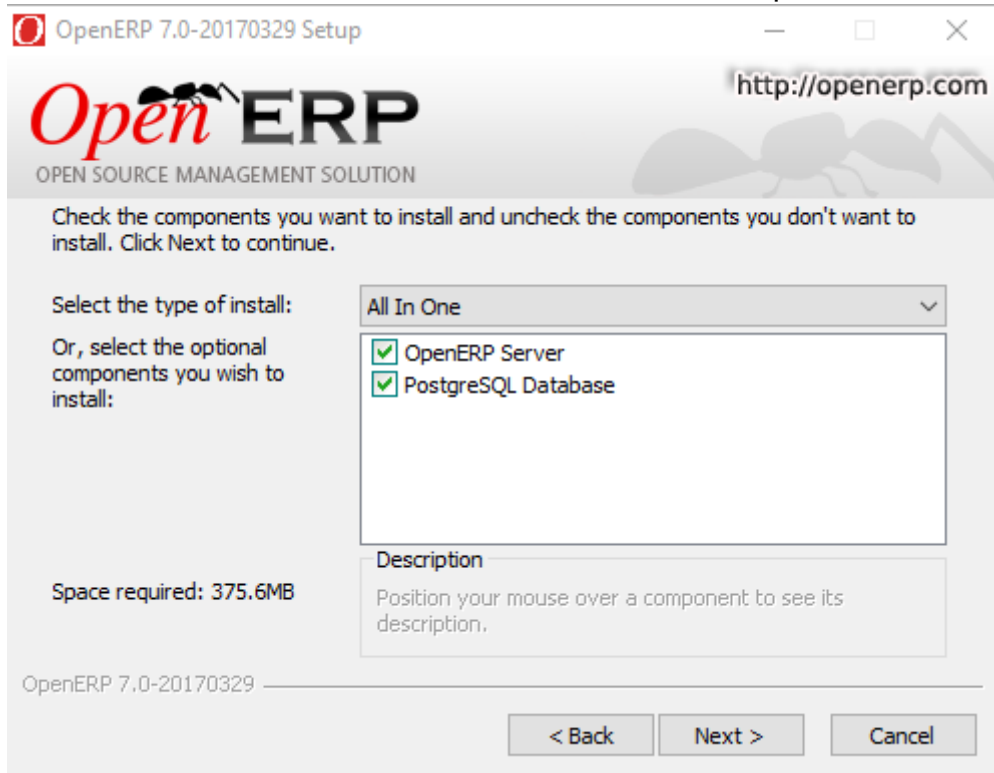 OpenERP 7.0-20170329 Setup
http://openerp.com
Open ERP
OPEN SOURCE MANAGEMENT SOLUTION
Check the components you want to install and uncheck the components you don't want to
install. Click Next to continue.
Select the type of install:
All In One
Or, select the optional
components you wish to
install:
OpenERP Server
PostgreSQL Database
Space required: 375.6MB
Description
Position your mouse over a component to see its
description.
OpenERP 7.0-20170329
< Back
Next >
Cancel